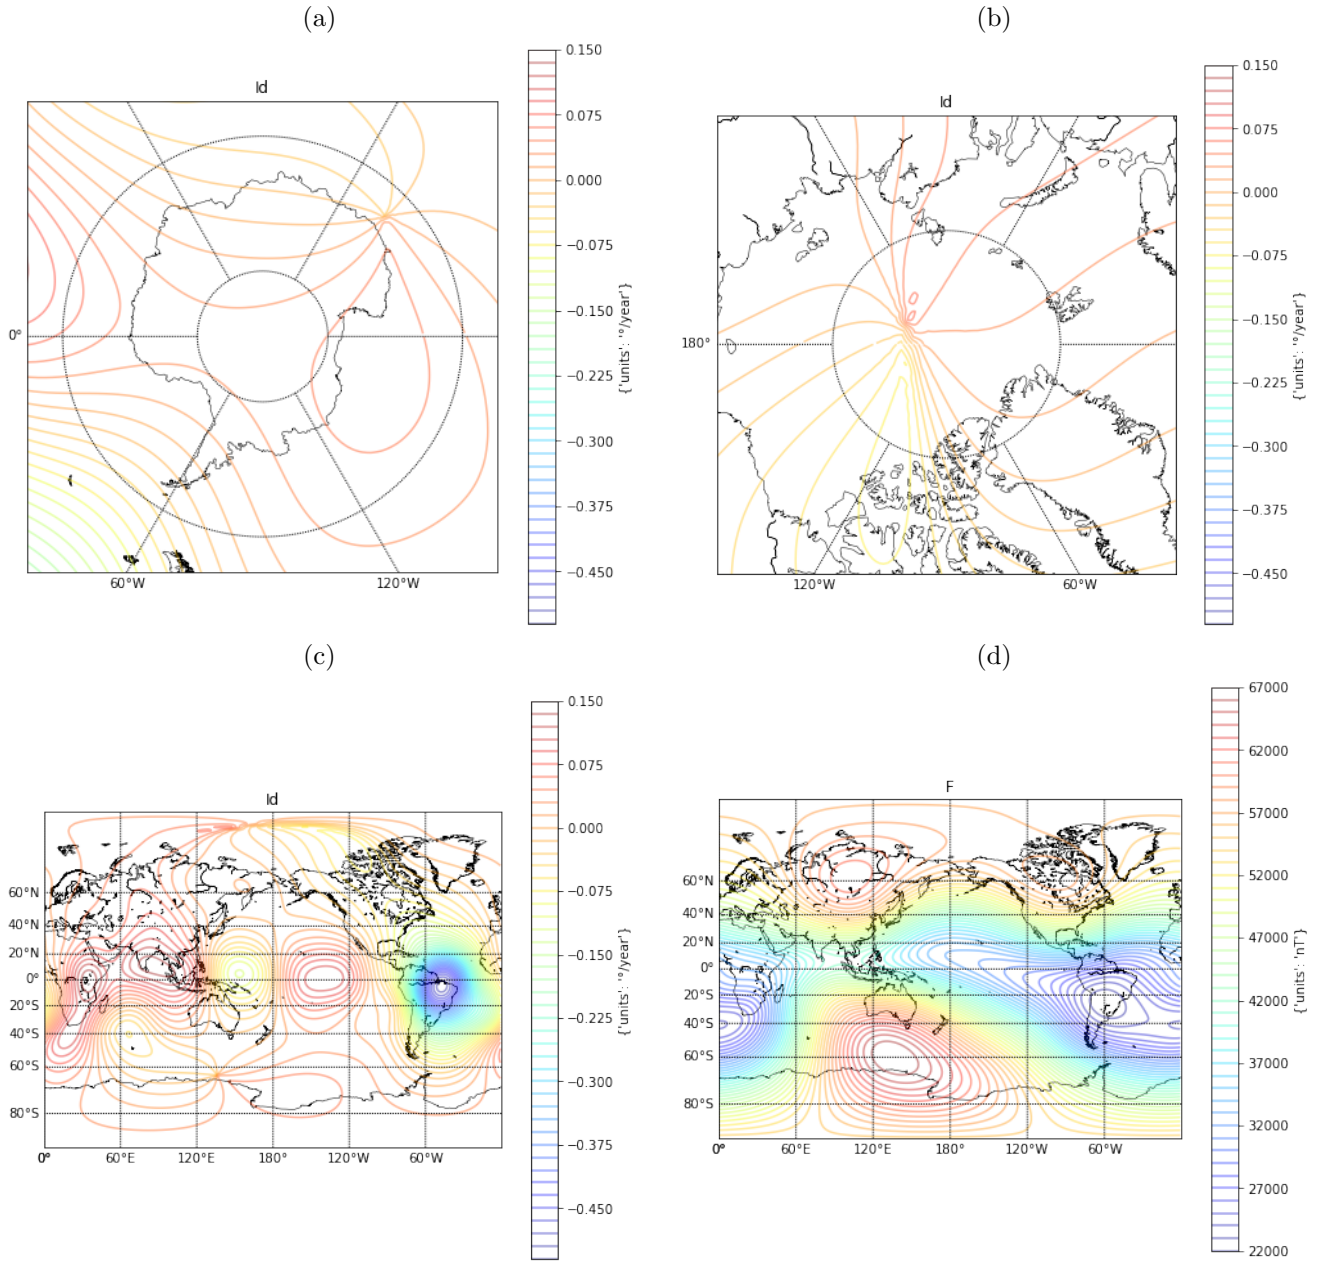 (a)
Id
0.150
0.075
0.000
−0.075
−0.150
−0.225
−0.300
−0.375
−0.450
{'units': '°/year'}
0°
60°W
120°W
(b)
Id
0.150
0.075
0.000
−0.075
−0.150
−0.225
−0.300
−0.375
−0.450
{'units': '°/year'}
180°
120°W
60°W
(c)
Id
0.150
0.075
0.000
−0.075
−0.150
−0.225
−0.300
−0.375
−0.450
{'units': '°/year'}
60°N
40°N
20°N
0°
20°S
40°S
60°S
80°S
0°
60°E
120°E
180°
120°W
60°W
(d)
F
67000
62000
57000
52000
47000
42000
37000
32000
27000
22000
{'units': 'nT'}
60°N
40°N
20°N
0°
20°S
40°S
60°S
80°S
0°
60°E
120°E
180°
120°W
60°W